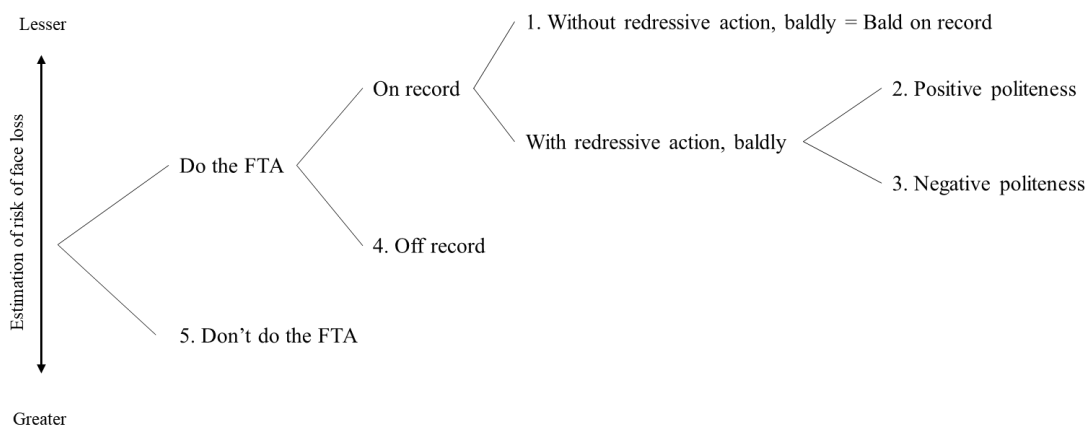 Lesser
1. Without redressive action, baldly = Bald on record
On record
2. Positive politeness
With redressive action, baldly
Do the FTA
3. Negative politeness
Estimation of risk of face loss
4. Off record
5. Don't do the FTA
Greater